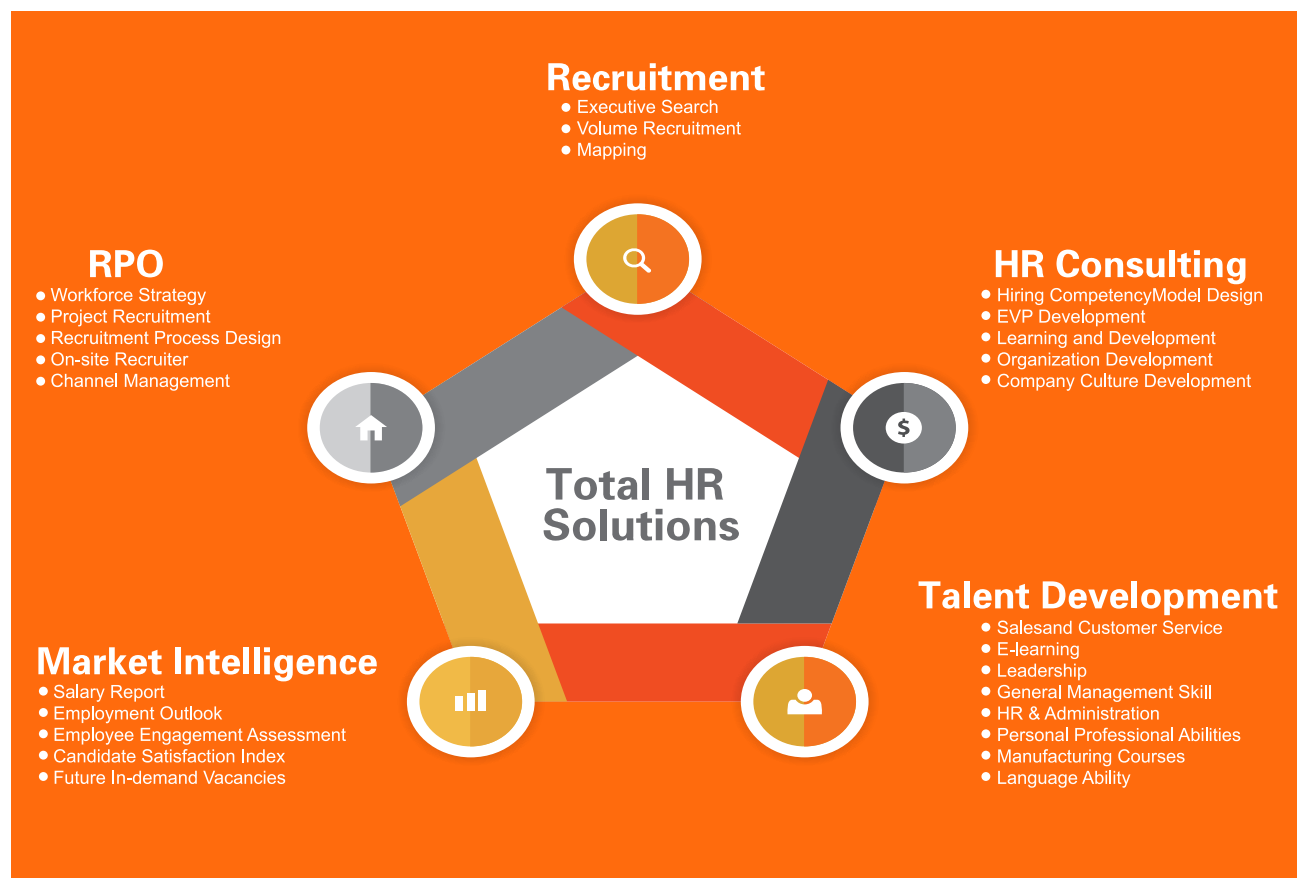 Recruitment
● Executive Search
● Volume Recruitment
● Mapping
RPO
● Workforce Strategy
● Project Recruitment
● Recruitment Process Design
● On-site Recruiter
● Channel Management
HR Consulting
● Hiring CompetencyModel Design
● EVP Development
● Learning and Development
● Organization Development
● Company Culture Development
$
Total HR
Solutions
Market Intelligence
● Salary Report
● Employment Outlook
● Employee Engagement Assessment
● Candidate Satisfaction Index
● Future In-demand Vacancies
Talent Development
● Salesand Customer Service
● E-learning
● Leadership
● General Management Skill
● HR & Administration
● Personal Professional Abilities
● Manufacturing Courses
● Language Ability